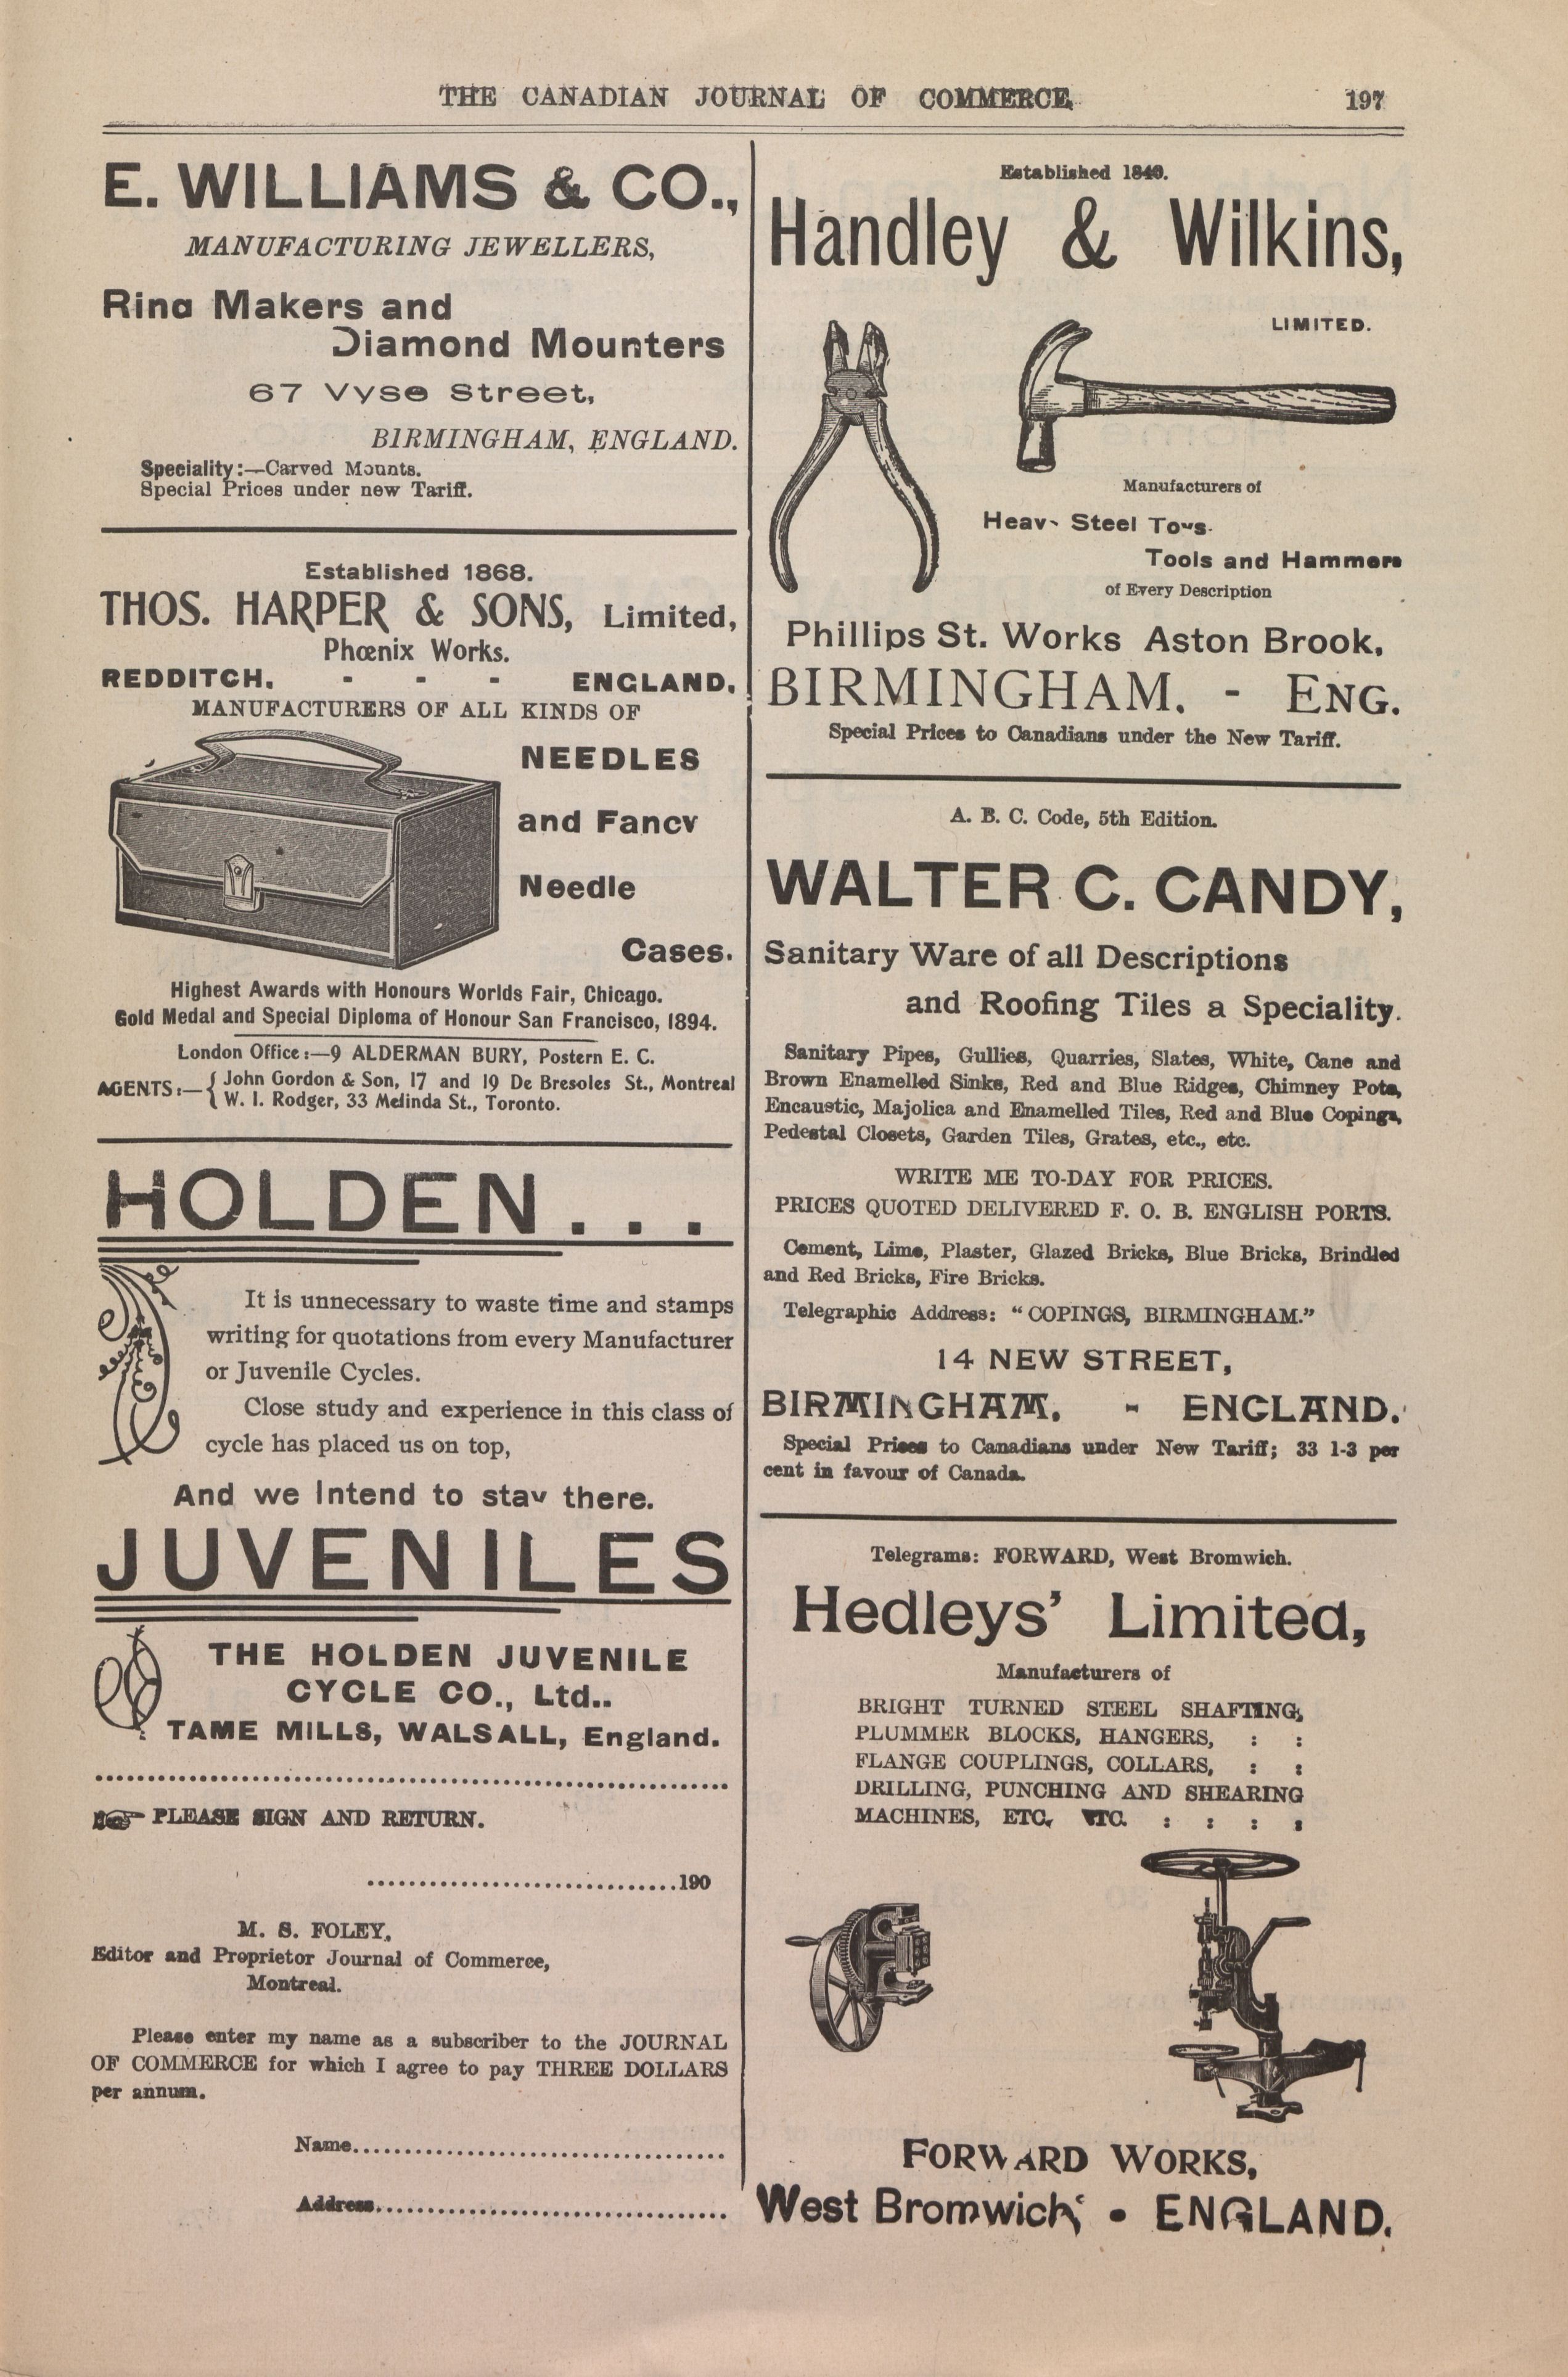 THE CANADIAN JOURNAL OF COMMERCE.
197
E. WILLIAMS & CO.,
MANUFACTURING JEWELLERS,
Ring Makers and
Diamond Mounters
67 Vyse Street,
BIRMINGHAM, ENGLAND.
Speciality:—Carved Mounts.
Special Prices under new Tariff.
Established 1868.
THOS. HARPER & SONS, Limited,
Phœnix Works.
REDDITCH. - - - ENGLAND.
MANUFACTURERS OF ALL KINDS OF
NEEDLES
and Fancy
Needle
Cases.
Highest Awards with Honours Worlds Fair, Chicago.
Gold Medal and Special Diploma of Honour San Francisco, 1894.
London Office:—9 ALDERMAN BURY, Postern E. C.
AGENTS:— { John Gordon & Son, 17 and 19 De Bresoles St., Montreal
W. I. Rodger, 33 Melinda St., Toronto.
HOLDEN...
It is unnecessary to waste time and stamps
writing for quotations from every Manufacturer
or Juvenile Cycles.
Close study and experience in this class of
cycle has placed us on top,
And we Intend to stay there.
JUVENILES
THE HOLDEN JUVENILE
CYCLE CO., Ltd..
TAME MILLS, WALSALL, England.
PLEASE SIGN AND RETURN.
..............................190
M. S. FOLEY,
Editor and Proprietor Journal of Commerce,
Montreal.
Please enter my name as a subscriber to the JOURNAL
OF COMMERCE for which I agree to pay THREE DOLLARS
per annum.
Name....................................
Address..................................
Established 1840.
Handley & Wilkins,
LIMITED.
Manufacturers of
Heavy Steel Toys.
Tools and Hammers
of Every Description
Phillips St. Works Aston Brook,
BIRMINGHAM. - ENG.
Special Prices to Canadians under the New Tariff.
A. B. C. Code, 5th Edition.
WALTER C. CANDY,
Sanitary Ware of all Descriptions
and Roofing Tiles a Speciality.
Sanitary Pipes, Gullies, Quarries, Slates, White, Cane and
Brown Enamelled Sinks, Red and Blue Ridges, Chimney Pots,
Encaustic, Majolica and Enamelled Tiles, Red and Blue Copings,
Pedestal Closets, Garden Tiles, Grates, etc., etc.
WRITE ME TO-DAY FOR PRICES.
PRICES QUOTED DELIVERED F. O. B. ENGLISH PORTS.
Cement, Lime, Plaster, Glazed Bricks, Blue Bricks, Brindled
and Red Bricks, Fire Bricks.
Telegraphic Address: "COPINGS, BIRMINGHAM."
14 NEW STREET,
BIRMINGHAM. - ENGLAND.
Special Prices to Canadians under New Tariff; 33 1-3 per
cent in favour of Canada.
Telegrams: FORWARD, West Bromwich.
Hedleys' Limited,
Manufacturers of
BRIGHT TURNED STEEL SHAFTING,
PLUMMER BLOCKS, HANGERS, : :
FLANGE COUPLINGS, COLLARS, : :
DRILLING, PUNCHING AND SHEARING
MACHINES, ETC, ETC. : : : :
FORWARD WORKS,
West Bromwich • ENGLAND.